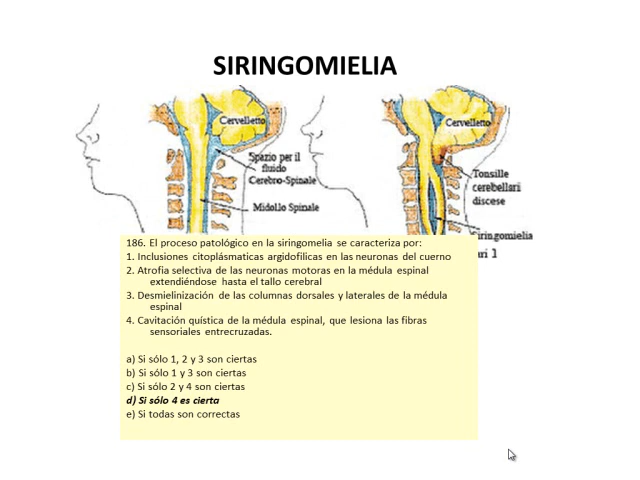 SIRINGOMIELIA
Cervelletto
Spazio per il
fluido
Cerebro-Spinale
Midollo Spinale
Cervelletto
Tonsille
cerebellari
discese
Siringomielia
uri 1
186. El proceso patológico en la siringomelia se caracteriza por:
1. Inclusiones citoplásmaticas argidofílicas en las neuronas del cuerno
2. Atrofia selectiva de las neuronas motoras en la médula espinal
extendiéndose hasta el tallo cerebral
3. Desmielinización de las columnas dorsales y laterales de la médula
espinal
4. Cavitación quística de la médula espinal, que lesiona las fibras
sensoriales entrecruzadas.
a) Si sólo 1, 2 y 3 son ciertas
b) Si sólo 1 y 3 son ciertas
c) Si sólo 2 y 4 son ciertas
d) Si sólo 4 es cierta
e) Si todas son correctas